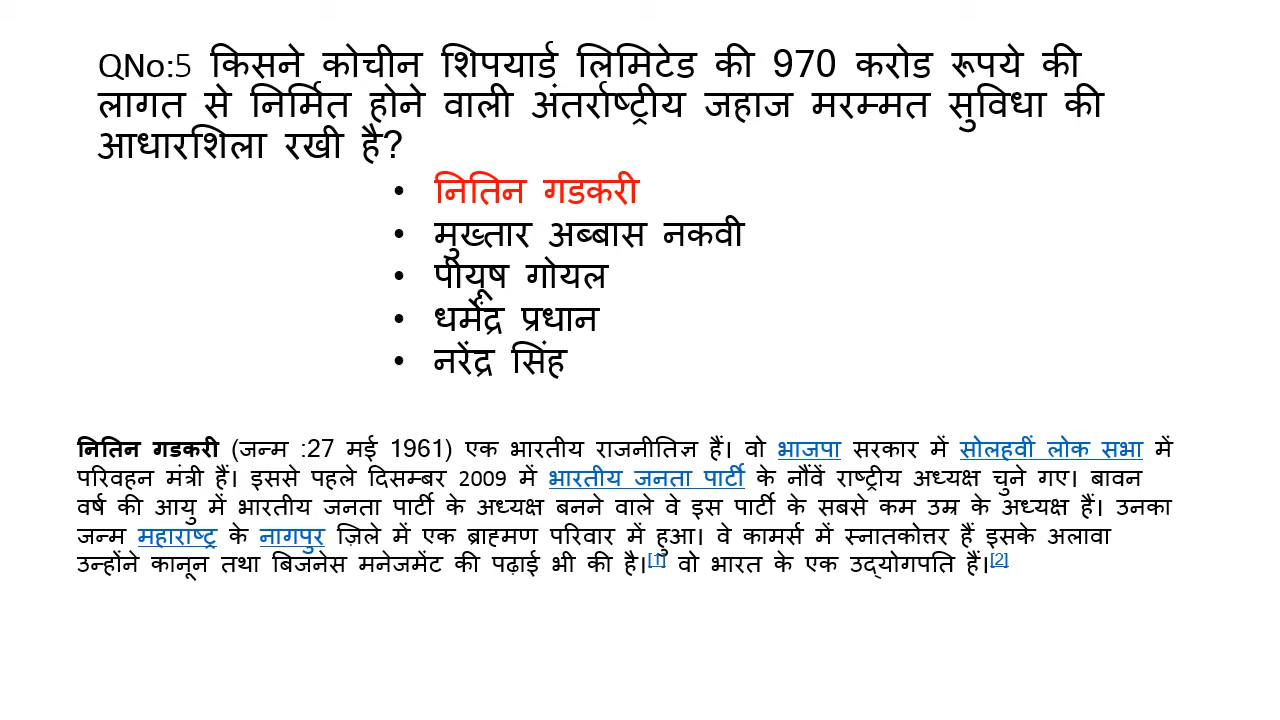 QNo:5 किसने कोचीन शिपयार्ड लिमिटेड की 970 करोड रूपये की
लागत से निर्मित होने वाली अंतर्राष्ट्रीय जहाज मरम्मत सुविधा की
आधारशिला रखी है?
• नितिन गडकरी
• मुख्तार अब्बास नकवी
• पीयूष गोयल
• धर्मेंद्र प्रधान
• नरेंद्र सिंह
नितिन गडकरी (जन्म :27 मई 1961) एक भारतीय राजनीतिज्ञ हैं। वो भाजपा सरकार में सोलहवीं लोक सभा में
परिवहन मंत्री हैं। इससे पहले दिसम्बर 2009 में भारतीय जनता पार्टी के नौंवें राष्ट्रीय अध्यक्ष चुने गए। बावन
वर्ष की आयु में भारतीय जनता पार्टी के अध्यक्ष बनने वाले वे इस पार्टी के सबसे कम उम्र के अध्यक्ष हैं। उनका
जन्म महाराष्ट्र के नागपुर ज़िले में एक ब्राह्मण परिवार में हुआ। वे कामर्स में स्नातकोत्तर हैं इसके अलावा
उन्होंने कानून तथा बिजनेस मनेजमेंट की पढ़ाई भी की है।[1] वो भारत के एक उद्योगपति हैं।[2]